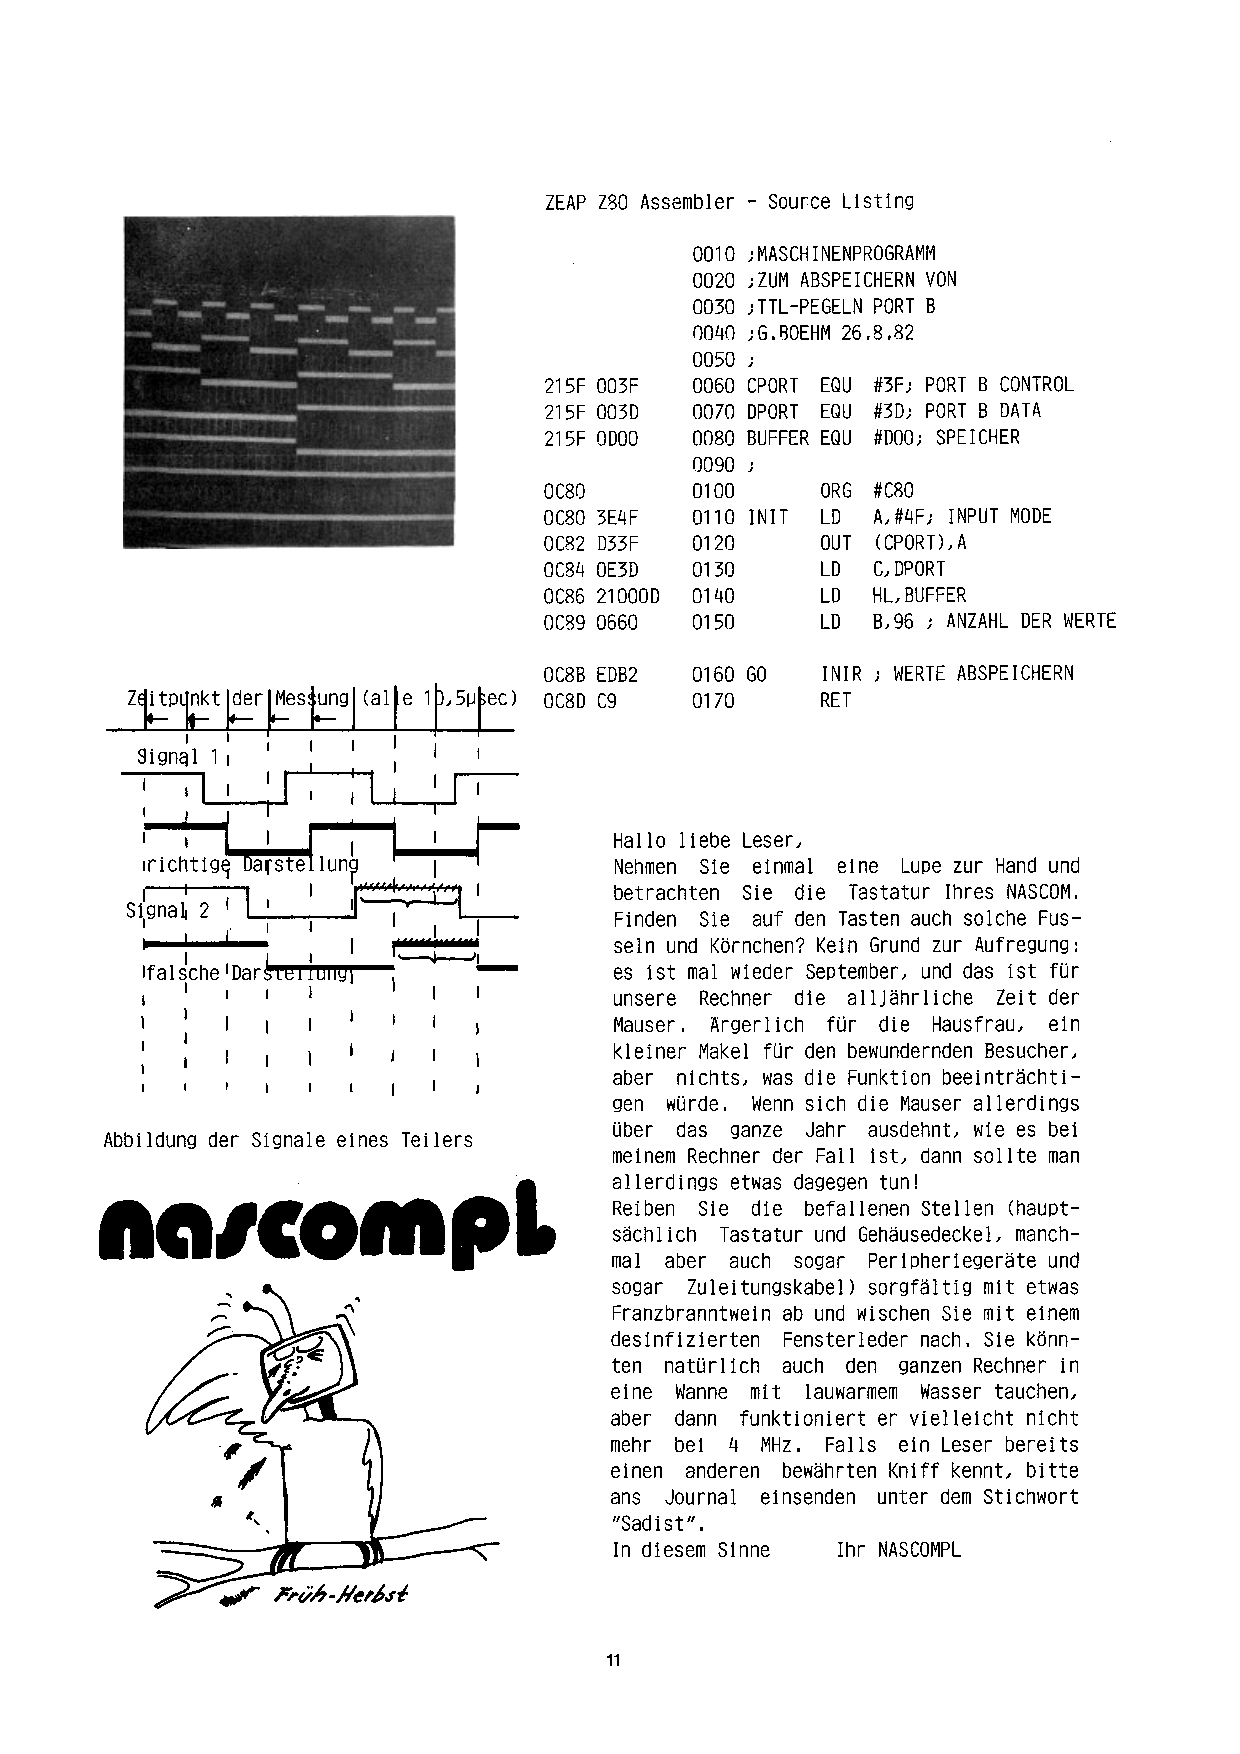 ZEAP Z80 Assembler - Source Listing
0010 ;MASCHINENPROGRAMM
0020 ;ZUM ABSPEICHERN VON
0030 ;TTL-PEGELN PORT B
0040 ;G.BOEHM 26.8.82
0050 ;
215F 003F 0060 CPORT EQU #3F; PORT B CONTROL
215F 003D 0070 DPORT EQU #3D; PORT B DATA
215F 0D00 0080 BUFFER EQU #D00; SPEICHER
0090 ;
0C80 0100 ORG #C80
0C80 3E4F 0110 INIT LD A,#4F; INPUT MODE
0C82 D33F 0120 OUT (CPORT),A
0C84 0E3D 0130 LD C,DPORT
0C86 21000D 0140 LD HL,BUFFER
0C89 0660 0150 LD B,96 ; ANZAHL DER WERTE
0C8B EDB2 0160 GO INIR ; WERTE ABSPEICHERN
0C8D C9 0170 RET
Zeitpunkt der Messung (alle 10,5µsec)
Signal 1
richtige Darstellung
Signal 2
falsche Darstellung
Abbildung der Signale eines Teilers
nascompl
Früh-Herbst
Hallo liebe Leser,
Nehmen Sie einmal eine Lupe zur Hand und
betrachten Sie die Tastatur Ihres NASCOM.
Finden Sie auf den Tasten auch solche Fus-
seln und Körnchen? Kein Grund zur Aufregung:
es ist mal wieder September, und das ist für
unsere Rechner die alljährliche Zeit der
Mauser. Ärgerlich für die Hausfrau, ein
kleiner Makel für den bewundernden Besucher,
aber nichts, was die Funktion beeinträchti-
gen würde. Wenn sich die Mauser allerdings
über das ganze Jahr ausdehnt, wie es bei
meinem Rechner der Fall ist, dann sollte man
allerdings etwas dagegen tun!
Reiben Sie die befallenen Stellen (haupt-
sächlich Tastatur und Gehäusedeckel, manch-
mal aber auch sogar Peripheriegeräte und
sogar Zuleitungskabel) sorgfältig mit etwas
Franzbranntwein ab und wischen Sie mit einem
desinfizierten Fensterleder nach. Sie könn-
ten natürlich auch den ganzen Rechner in
eine Wanne mit lauwarmem Wasser tauchen,
aber dann funktioniert er vielleicht nicht
mehr bei 4 MHz. Falls ein Leser bereits
einen anderen bewährten Kniff kennt, bitte
ans Journal einsenden unter dem Stichwort
"Sadist".
In diesem Sinne Ihr NASCOMPL
11